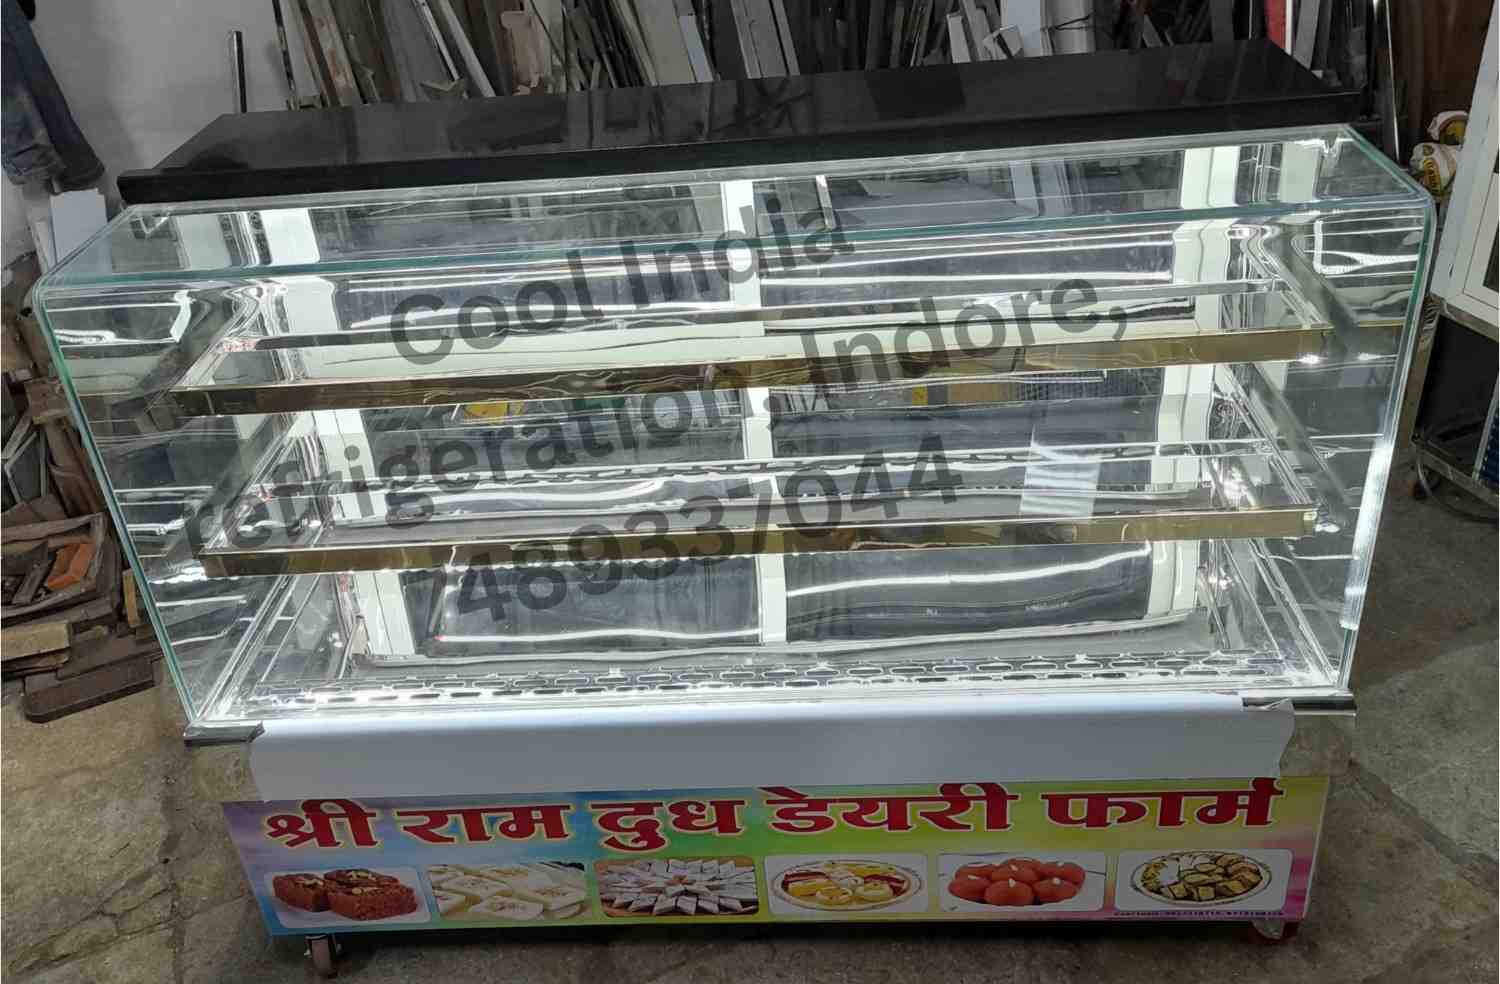 Cool India
refrigeration, Indore,
7489337044
श्री राम दुध डेयरी फार्म